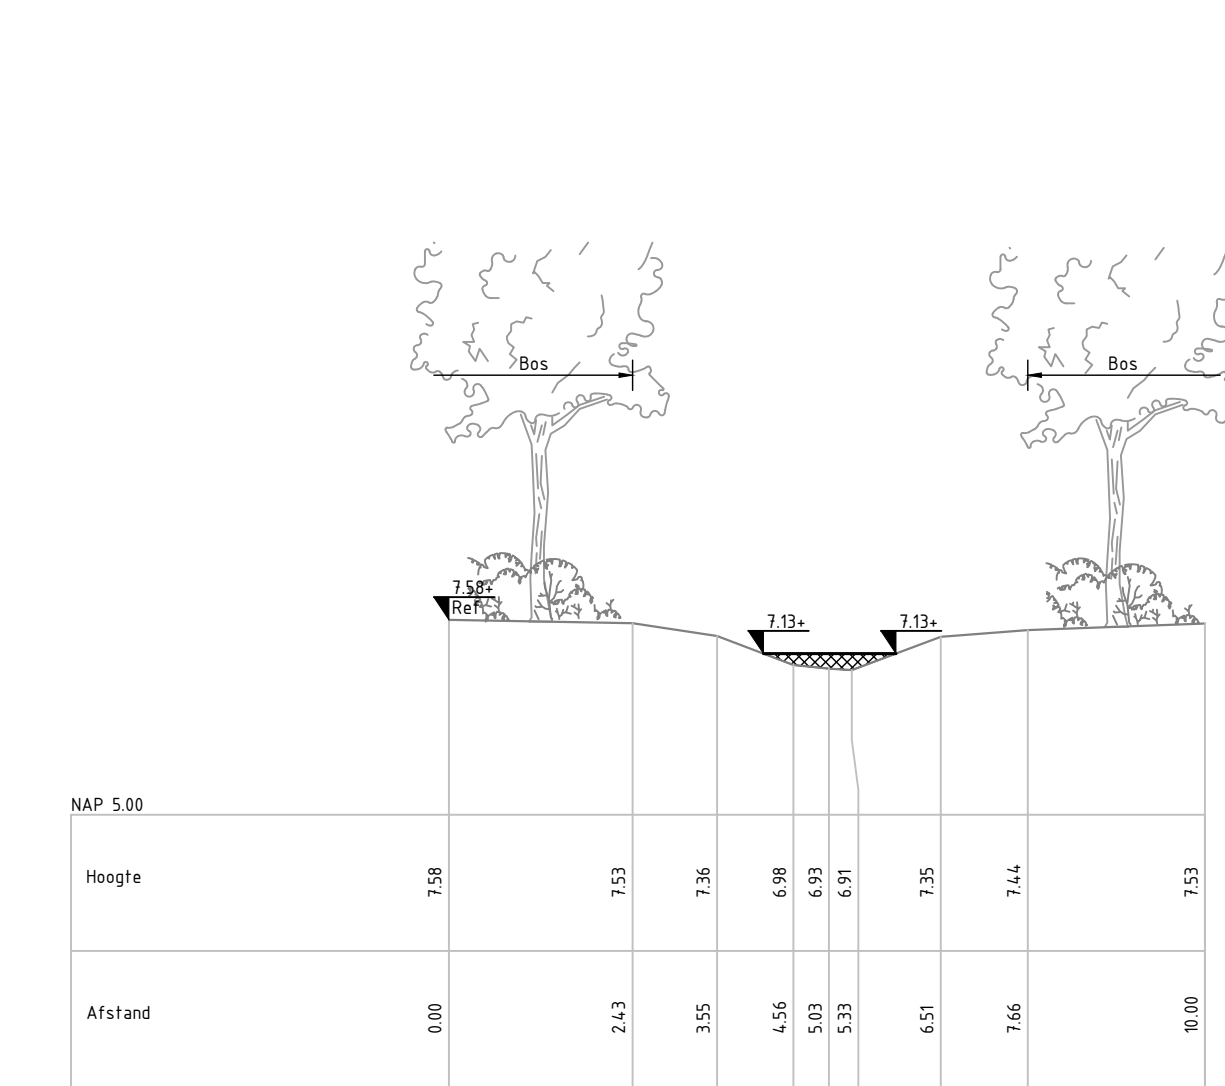 Bos
Bos
7.58+
Ref
7.13+
7.13+
NAP 5.00
Hoogte 7.58 7.53 7.36 6.98 6.93 6.91 7.35 7.44 7.53
Afstand 0.00 2.43 3.55 4.56 5.03 5.33 6.51 7.66 10.00